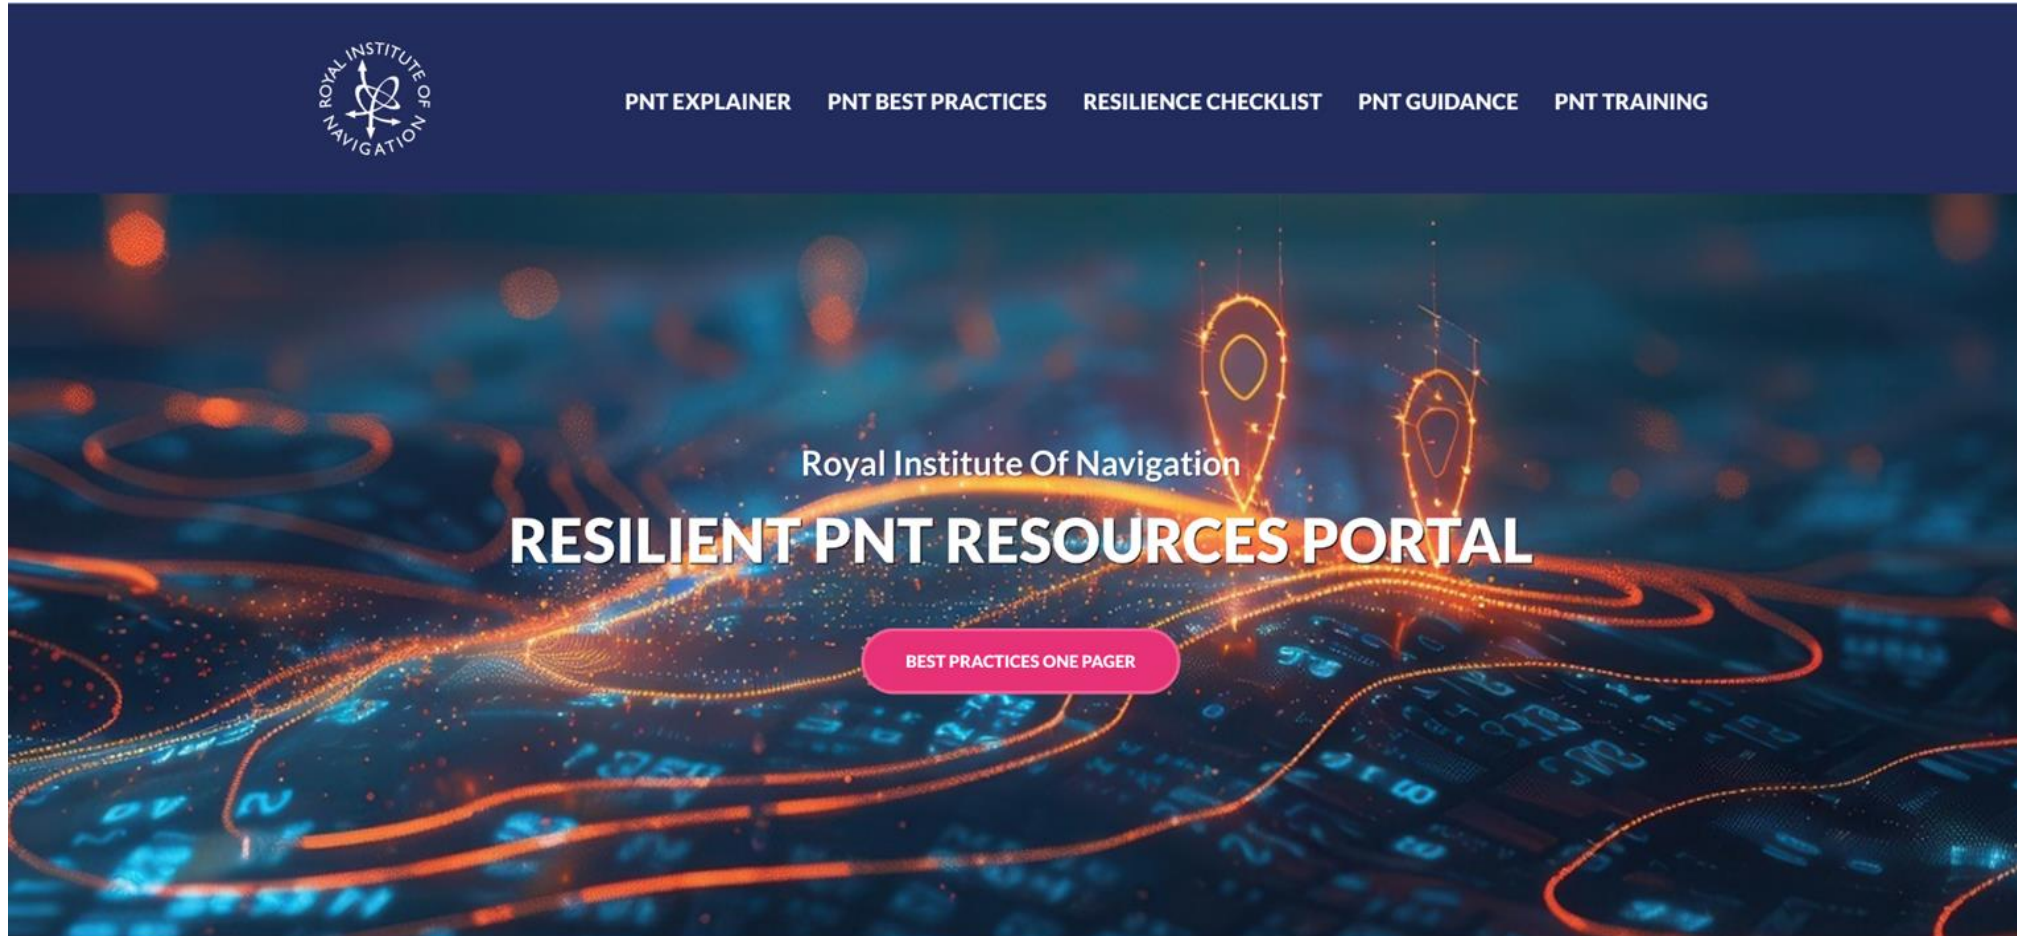 ROYAL INSTITUTE OF NAVIGATION
PNT EXPLAINER PNT BEST PRACTICES RESILIENCE CHECKLIST PNT GUIDANCE PNT TRAINING
Royal Institute Of Navigation
RESILIENT PNT RESOURCES PORTAL
BEST PRACTICES ONE PAGER